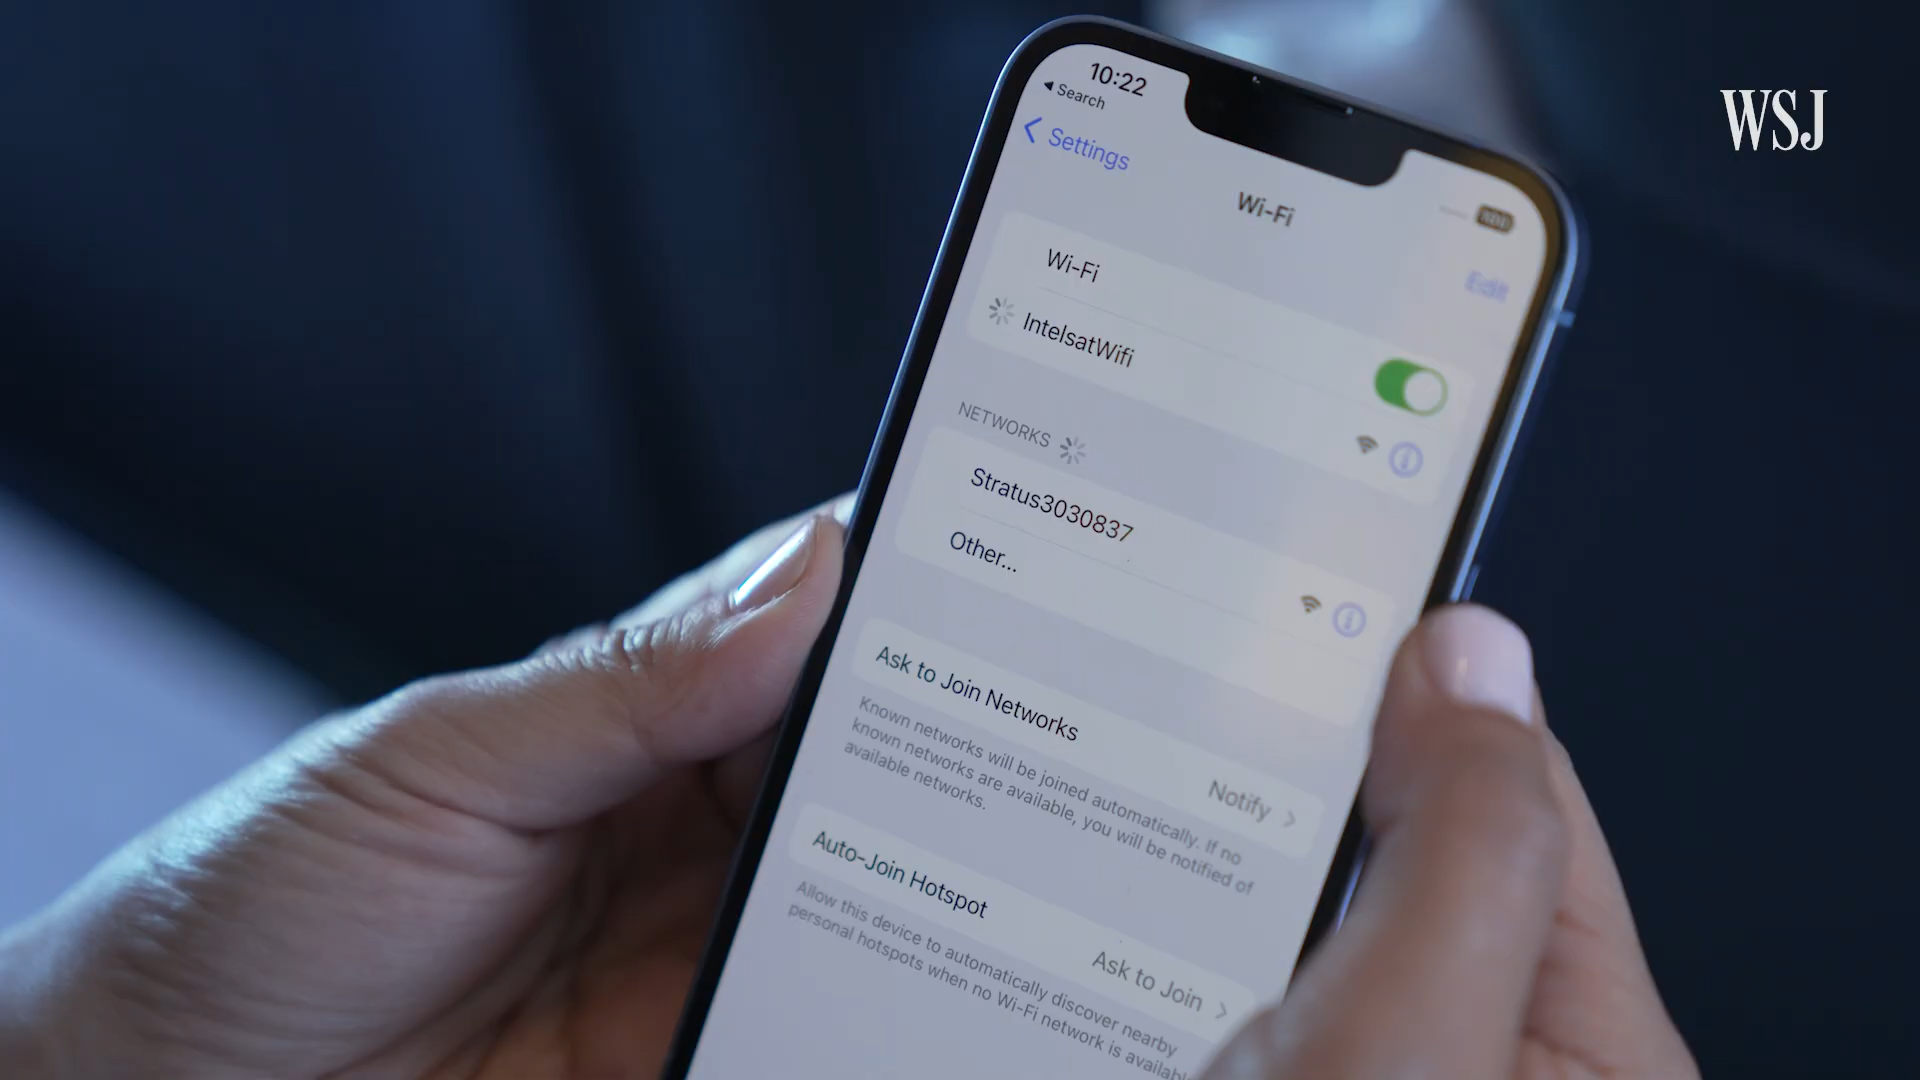 WSJ
10:22
◀ Search
Settings
Wi-Fi
Edit
Wi-Fi
IntelsatWifi
NETWORKS
Stratus3030837
Other...
Ask to Join Networks
Notify
Known networks will be joined automatically. If no
known networks are available, you will be notified of
available networks.
Auto-Join Hotspot
Ask to Join
Allow this device to automatically discover nearby
personal hotspots when no Wi-Fi network is available